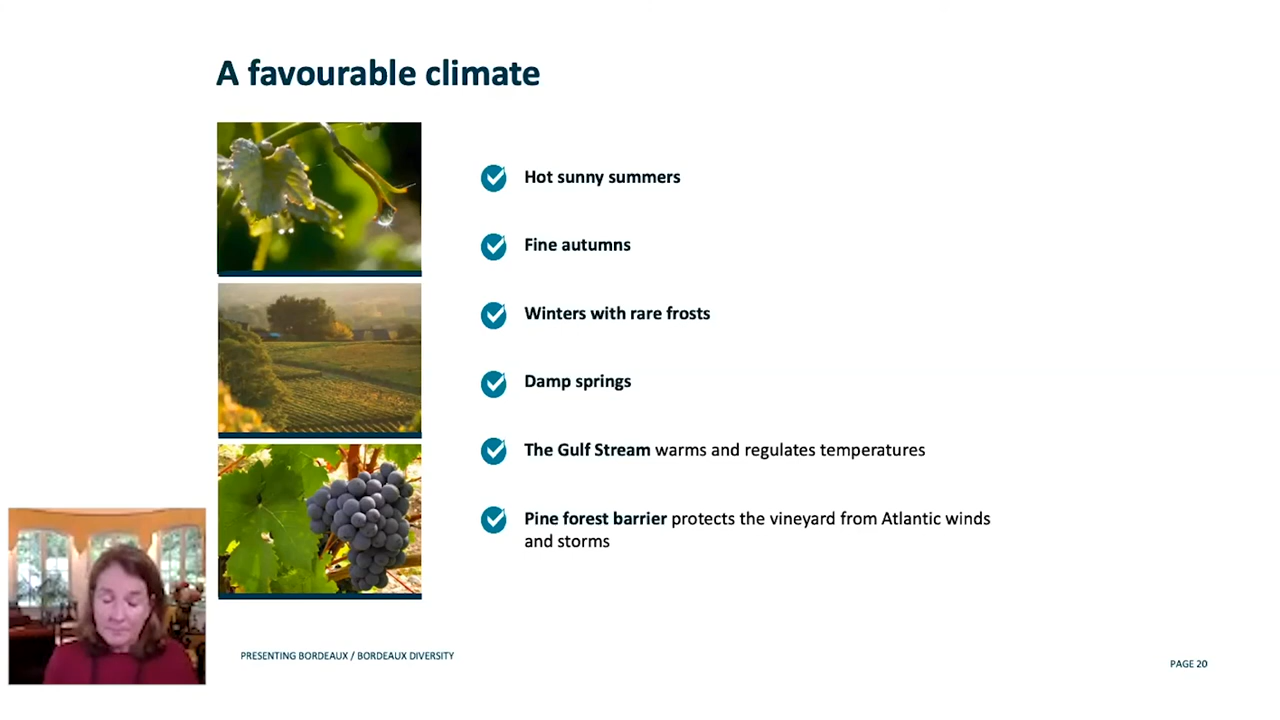 A favourable climate
Hot sunny summers
Fine autumns
Winters with rare frosts
Damp springs
The Gulf Stream warms and regulates temperatures
Pine forest barrier protects the vineyard from Atlantic winds
and storms
PRESENTING BORDEAUX / BORDEAUX DIVERSITY
PAGE 20